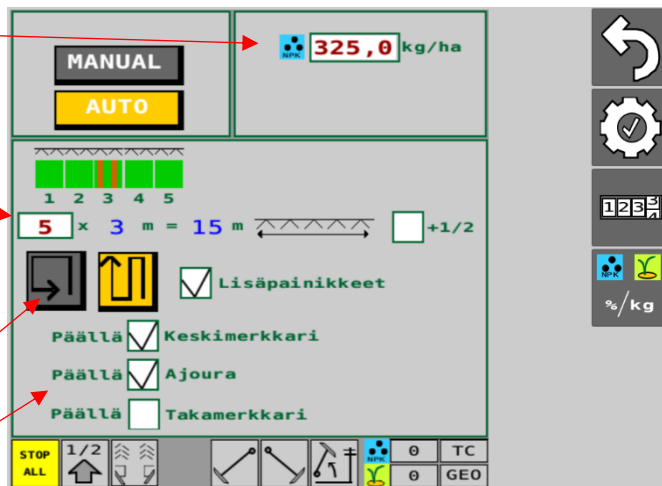 NPK 325,0 kg/ha
MANUAL
AUTO
1 2 3 4 5
5 x 3 m = 15 m +1/2
Lisäpainikkeet
Päällä Keskimerkkari
Päällä Ajoura
Päällä Takamerkkari
STOP ALL
1/2
NPK 0 TC
0 GEO
NPK
%/kg